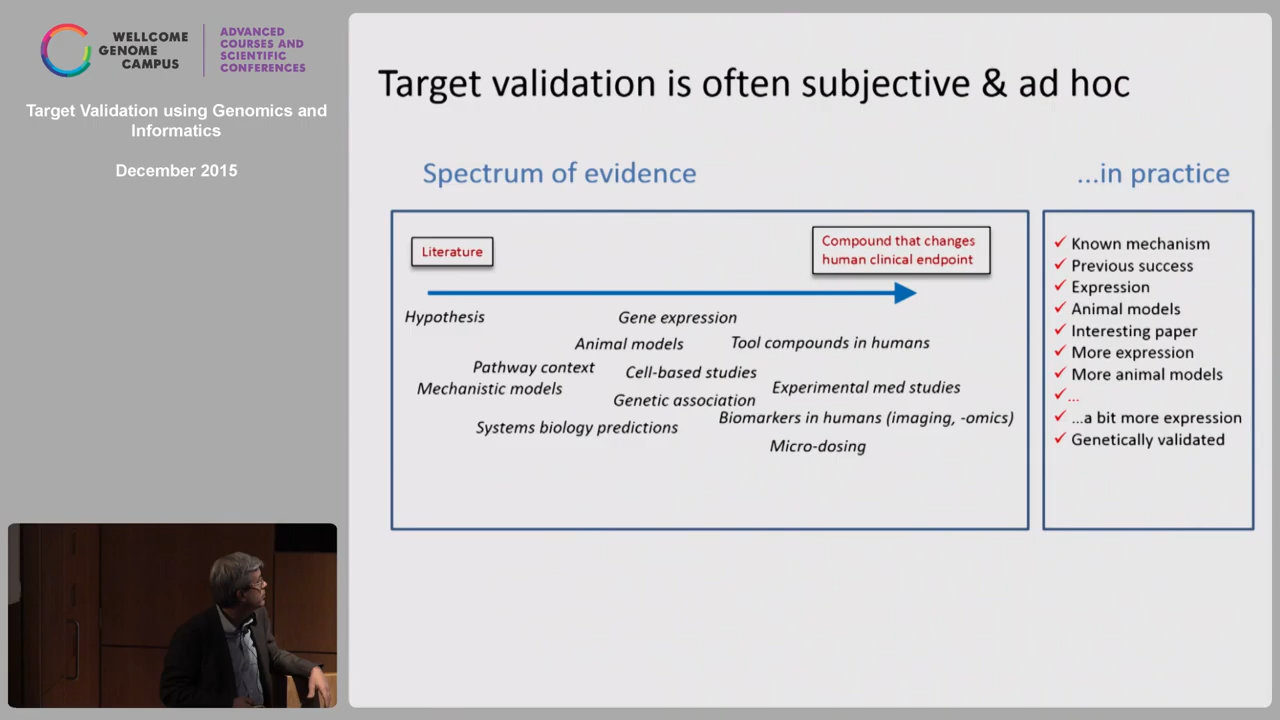 WELLCOME
GENOME
CAMPUS
ADVANCED
COURSES AND
SCIENTIFIC
CONFERENCES
Target Validation using Genomics and
Informatics
December 2015
Target validation is often subjective & ad hoc
Spectrum of evidence
Literature
Compound that changes
human clinical endpoint
Hypothesis
Gene expression
Animal models
Tool compounds in humans
Pathway context
Cell-based studies
Mechanistic models
Experimental med studies
Genetic association
Biomarkers in humans (imaging, -omics)
Systems biology predictions
Micro-dosing
...in practice
✓ Known mechanism
✓ Previous success
✓ Expression
✓ Animal models
✓ Interesting paper
✓ More expression
✓ More animal models
✓ ...
✓ ...a bit more expression
✓ Genetically validated